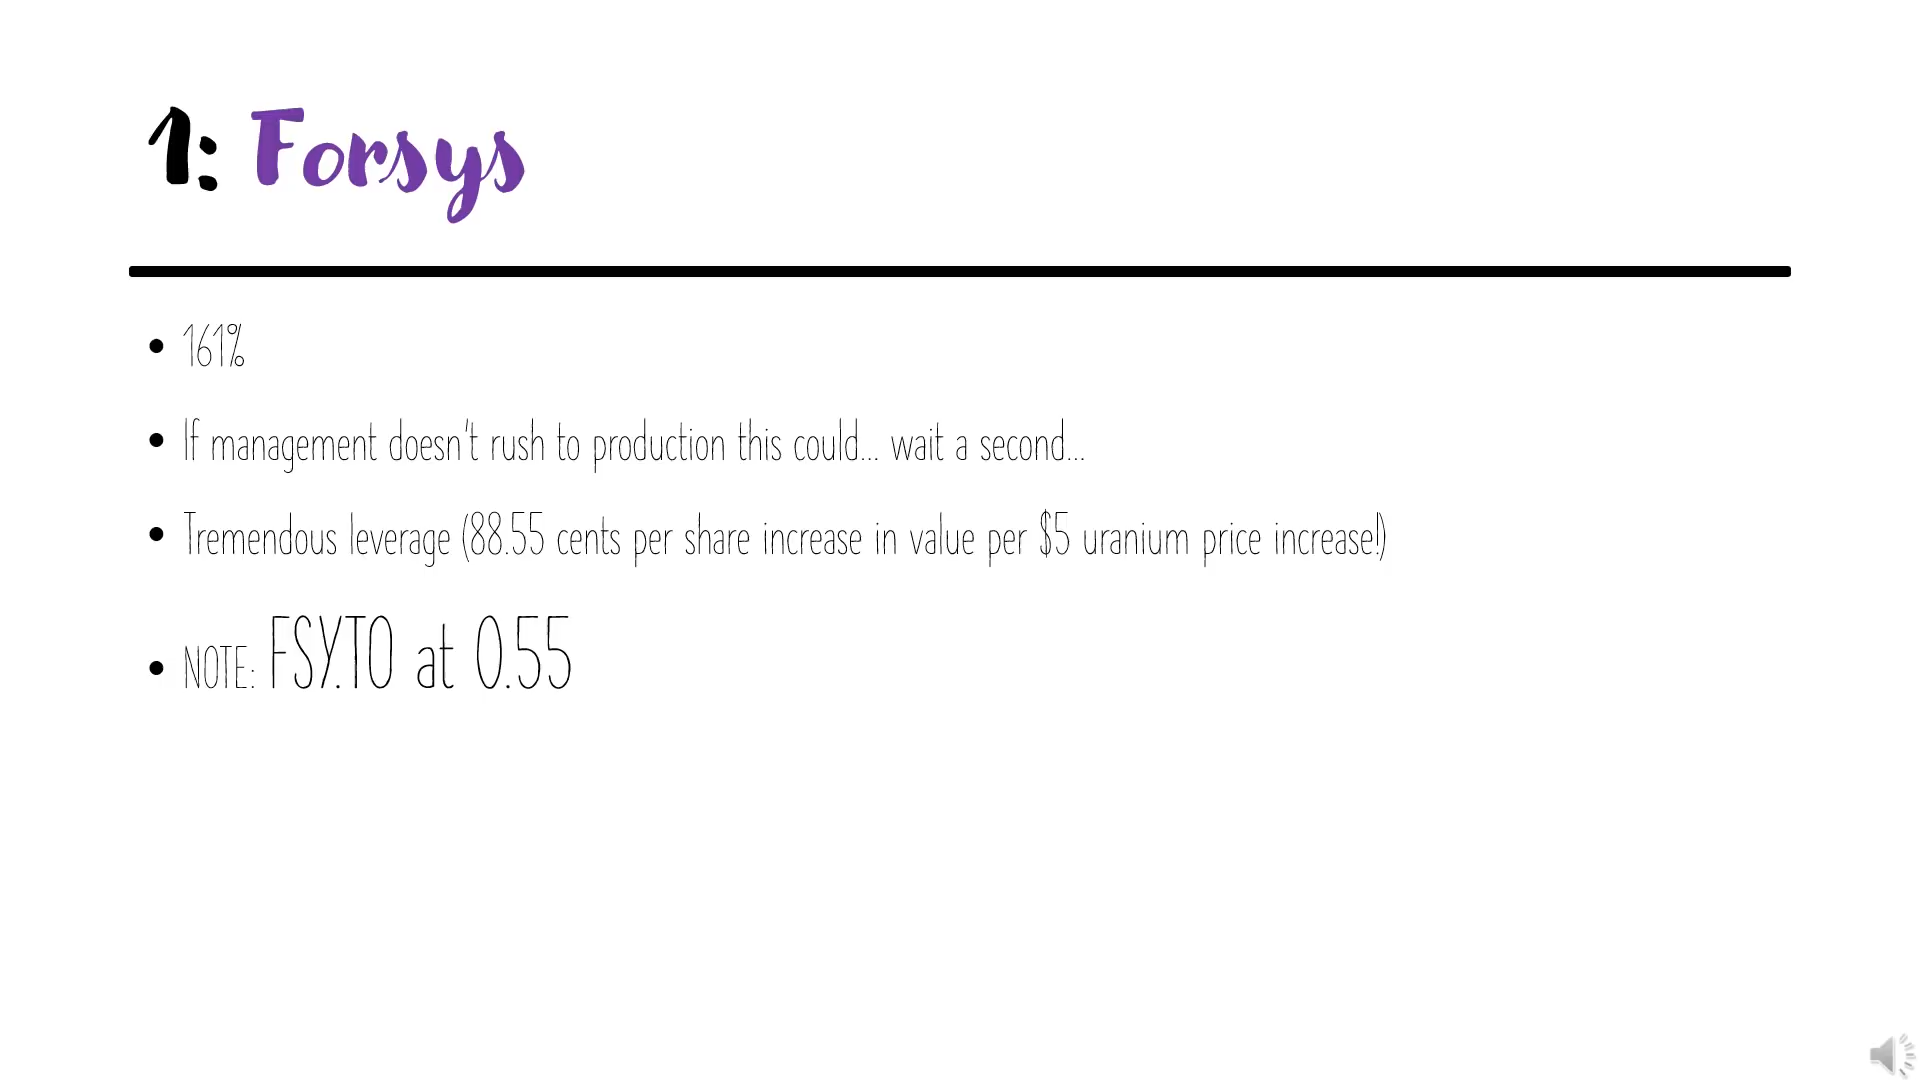 1: Forsys
• 161%
• If management doesn't rush to production this could... wait a second...
• Tremendous leverage (88.55 cents per share increase in value per $5 uranium price increase!)
• NOTE: FSY.TO at 0.55